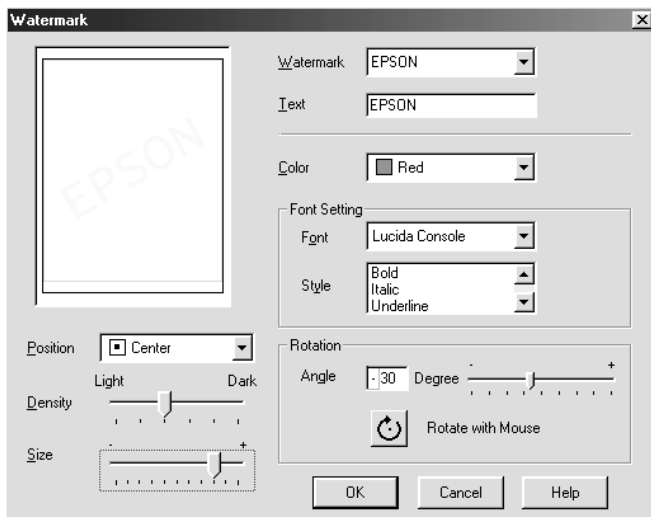 Watermark
EPSON
Watermark EPSON
Text EPSON
Color Red
Font Setting
Font Lucida Console
Style Bold
Italic
Underline
Position Center
Light Dark
Density
Size - +
Rotation
Angle -30 Degree - +
Rotate with Mouse
OK Cancel Help